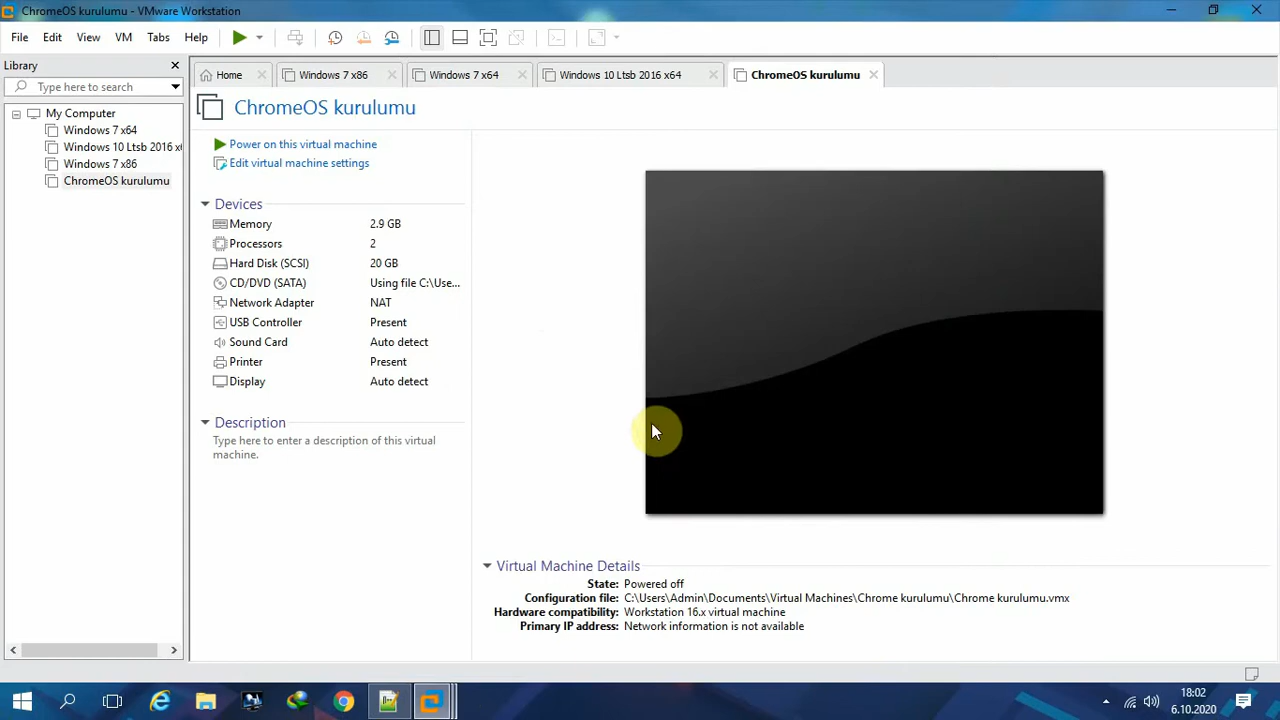 ChromeOS kurulumu - VMware Workstation
File Edit View VM Tabs Help
Library
Type here to search
My Computer
Windows 7 x64
Windows 10 Ltsb 2016 x
Windows 7 x86
ChromeOS kurulumu
Home
Windows 7 x86
Windows 7 x64
Windows 10 Ltsb 2016 x64
ChromeOS kurulumu
ChromeOS kurulumu
Power on this virtual machine
Edit virtual machine settings
Devices
Memory 2.9 GB
Processors 2
Hard Disk (SCSI) 20 GB
CD/DVD (SATA) Using file C:\Use...
Network Adapter NAT
USB Controller Present
Sound Card Auto detect
Printer Present
Display Auto detect
Description
Type here to enter a description of this virtual
machine.
Virtual Machine Details
State: Powered off
Configuration file: C:\Users\Admin\Documents\Virtual Machines\Chrome kurulumu\Chrome kurulumu.vmx
Hardware compatibility: Workstation 16.x virtual machine
Primary IP address: Network information is not available
18:02
6.10.2020